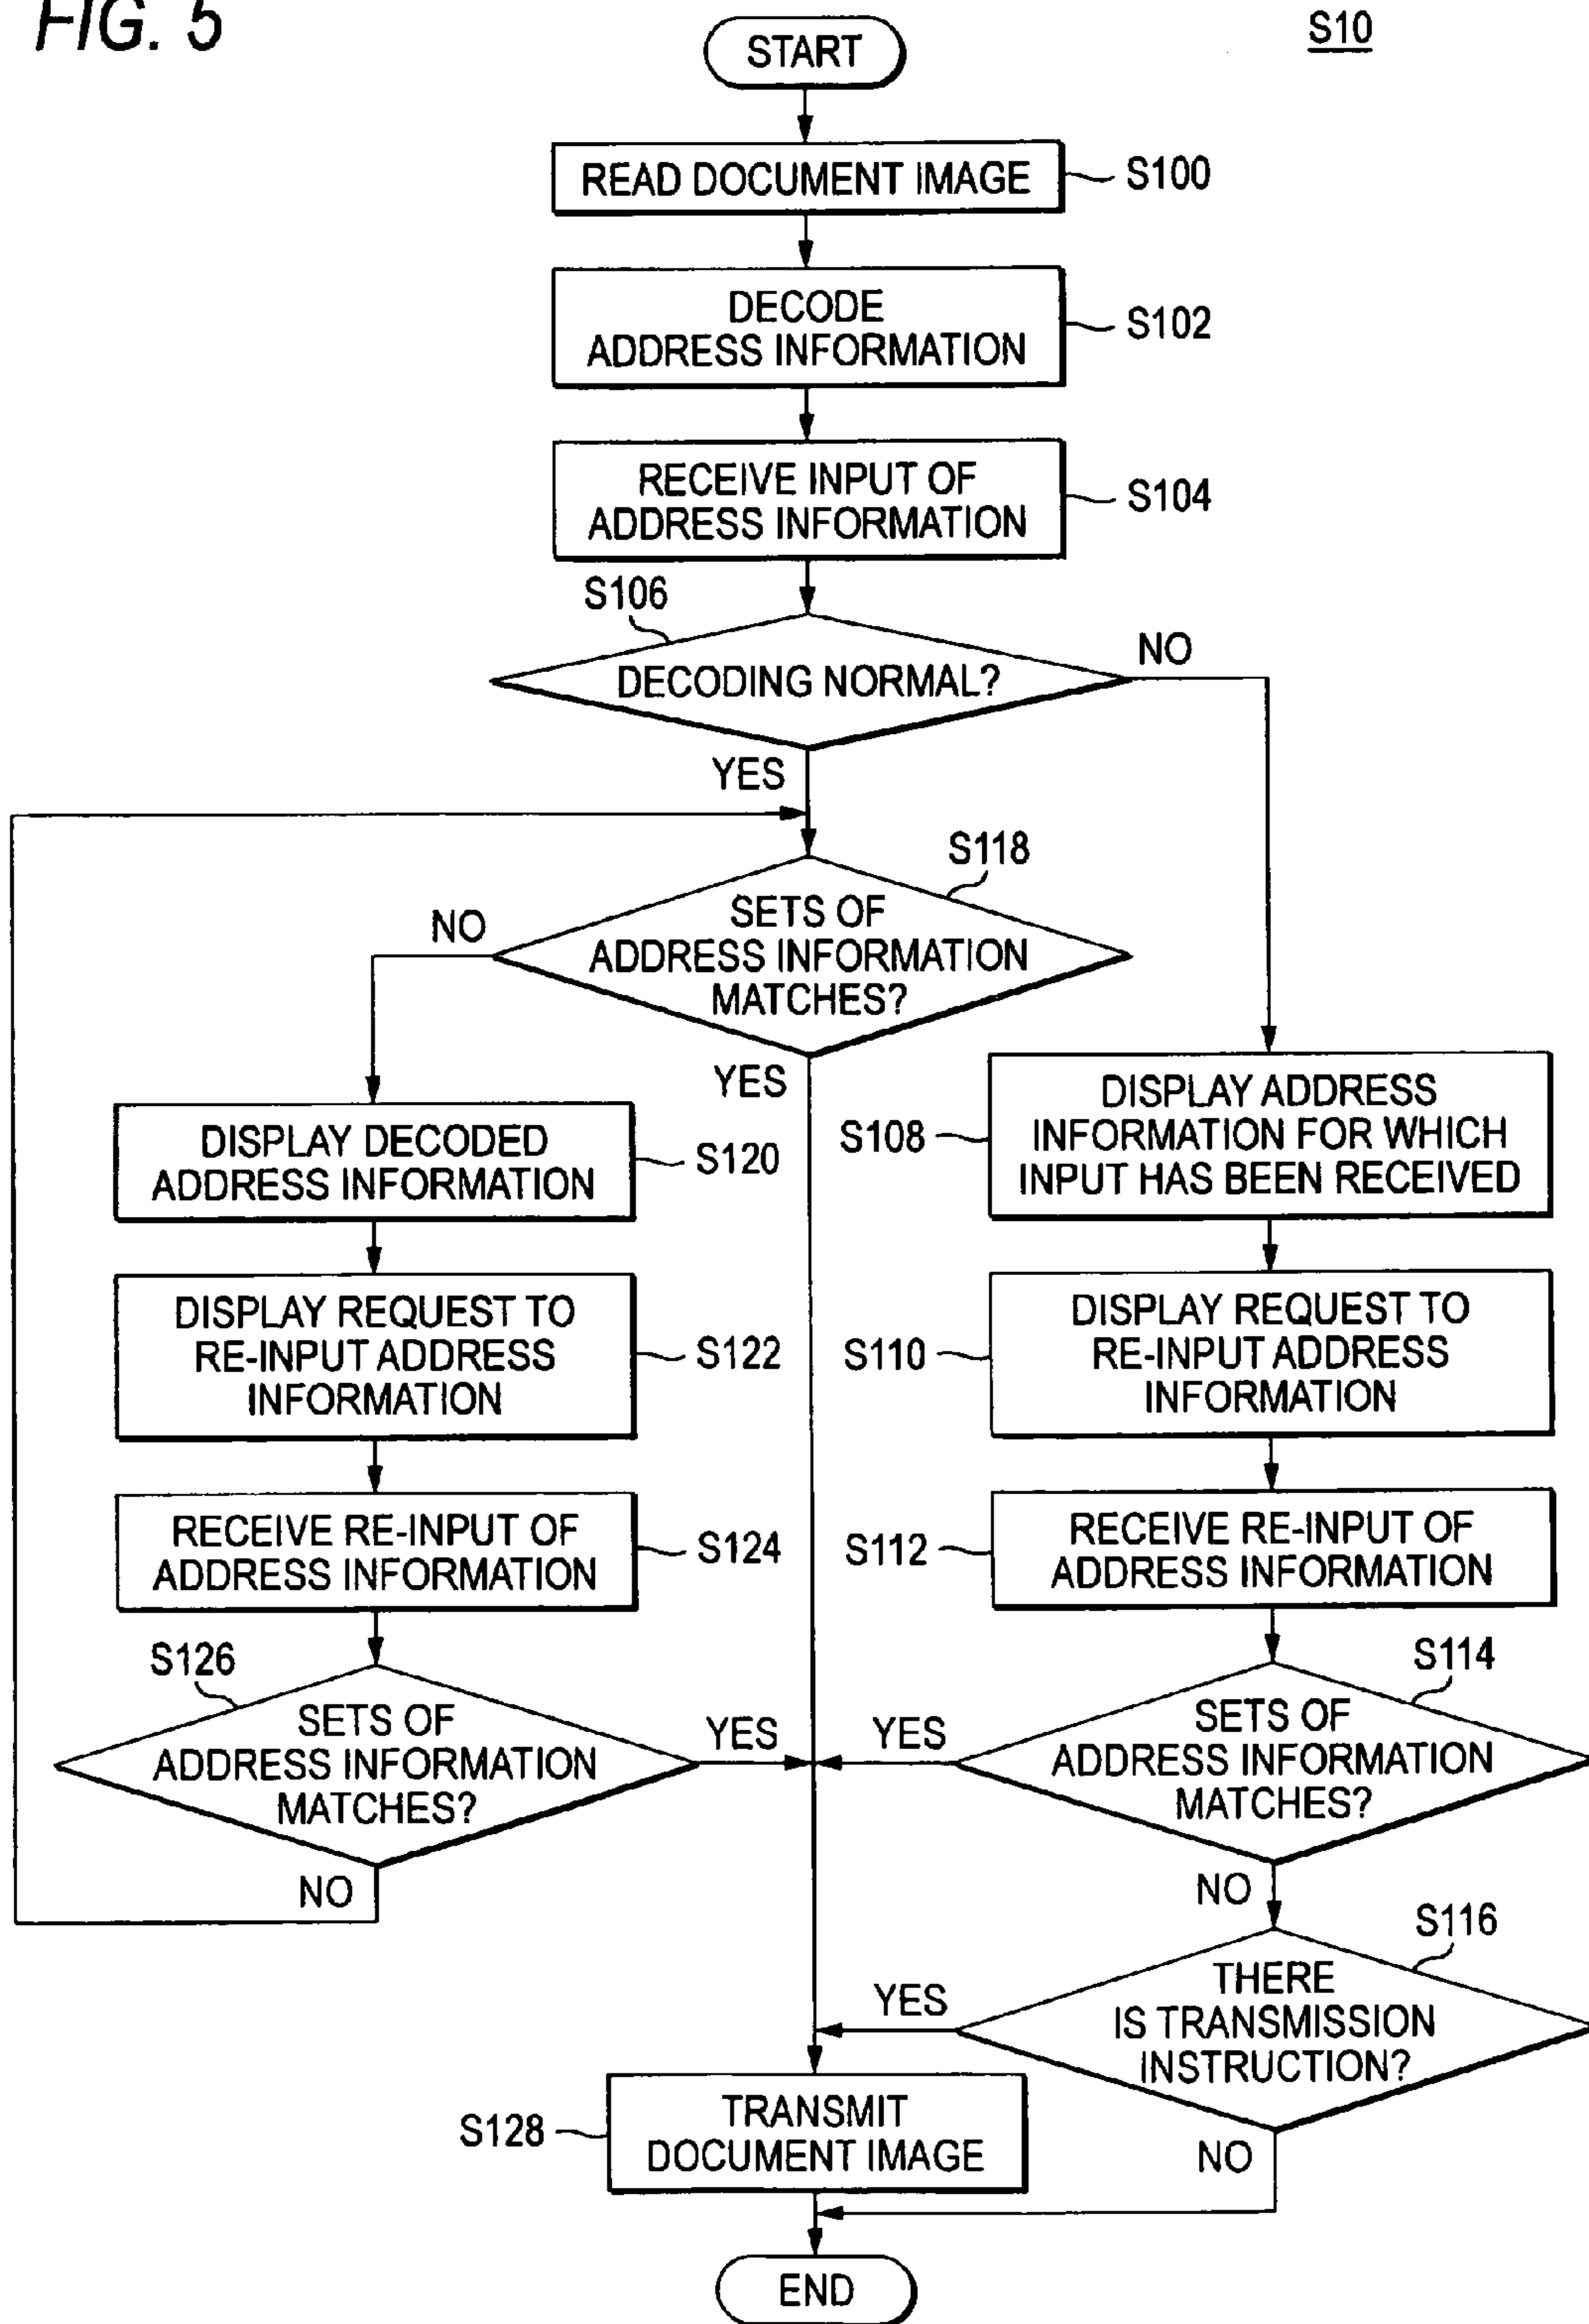 FIG. 5
S10
START
READ DOCUMENT IMAGE
S100
DECODE
ADDRESS INFORMATION
S102
RECEIVE INPUT OF
ADDRESS INFORMATION
S104
S106
DECODING NORMAL?
NO
YES
S118
SETS OF
ADDRESS INFORMATION
MATCHES?
NO
YES
DISPLAY DECODED
ADDRESS INFORMATION
S120
DISPLAY REQUEST TO
RE-INPUT ADDRESS
INFORMATION
S122
RECEIVE RE-INPUT OF
ADDRESS INFORMATION
S124
S126
SETS OF
ADDRESS INFORMATION
MATCHES?
YES
NO
S108
DISPLAY ADDRESS
INFORMATION FOR WHICH
INPUT HAS BEEN RECEIVED
S110
DISPLAY REQUEST TO
RE-INPUT ADDRESS
INFORMATION
S112
RECEIVE RE-INPUT OF
ADDRESS INFORMATION
S114
SETS OF
ADDRESS INFORMATION
MATCHES?
YES
NO
S116
THERE
IS TRANSMISSION
INSTRUCTION?
YES
NO
S128
TRANSMIT
DOCUMENT IMAGE
END